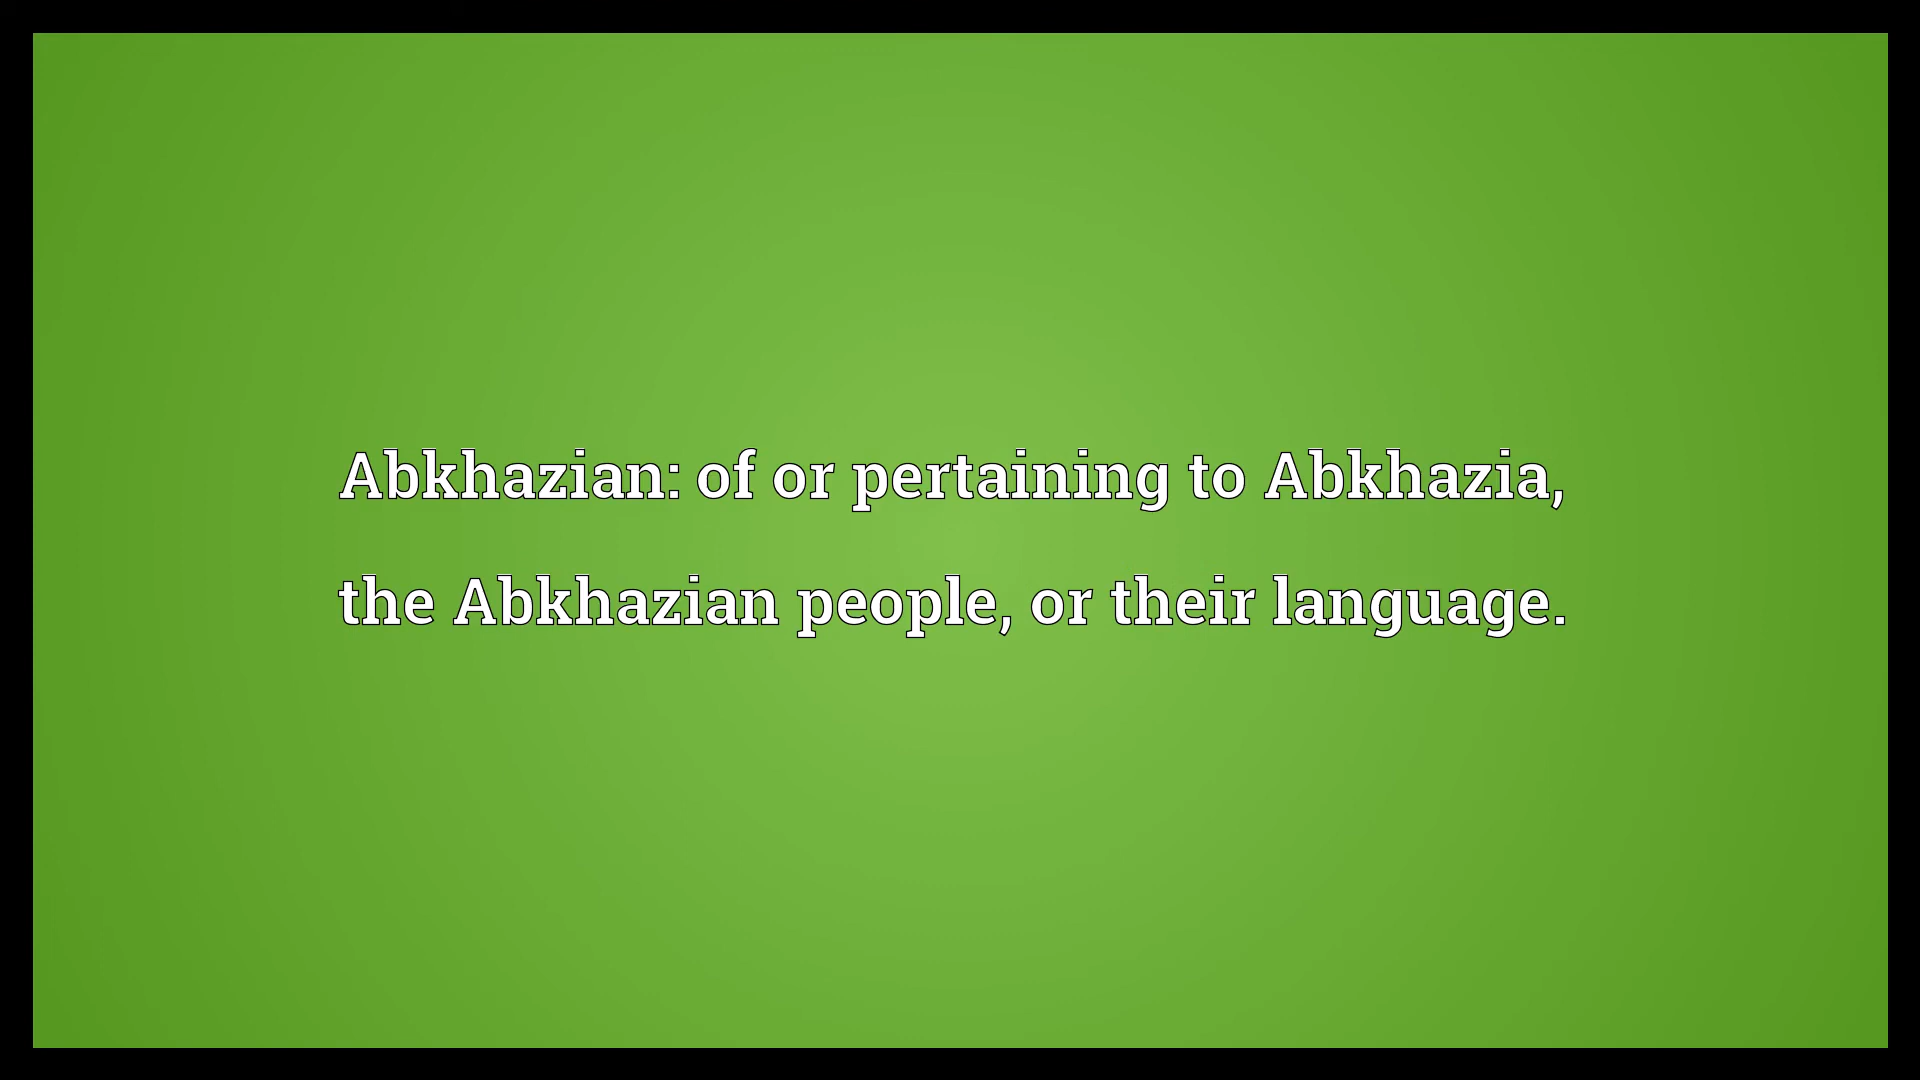 Abkhazian: of or pertaining to Abkhazia,
the Abkhazian people, or their language.